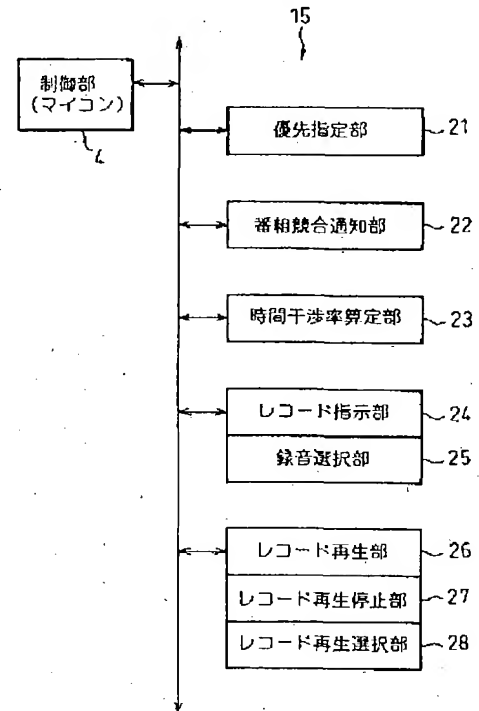 15
制御部
(マイコン)
4
優先指定部
21
番組競合通知部
22
時間干渉率算定部
23
レコード指示部
24
録音選択部
25
レコード再生部
26
レコード再生停止部
27
レコード再生選択部
28